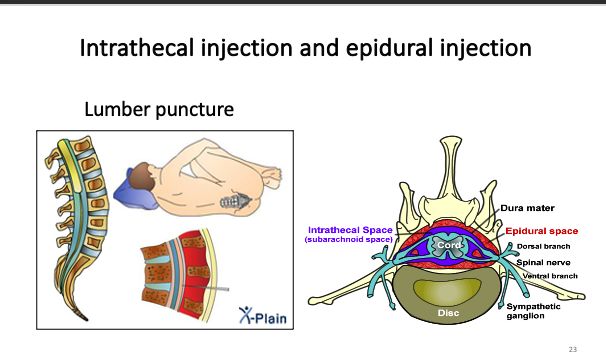 Intrathecal injection and epidural injection
Lumber puncture
X-Plain
Dura mater
Intrathecal Space
(subarachnoid space)
Epidural space
Cord
Dorsal branch
Spinal nerve
Ventral branch
Sympathetic
ganglion
Disc
23